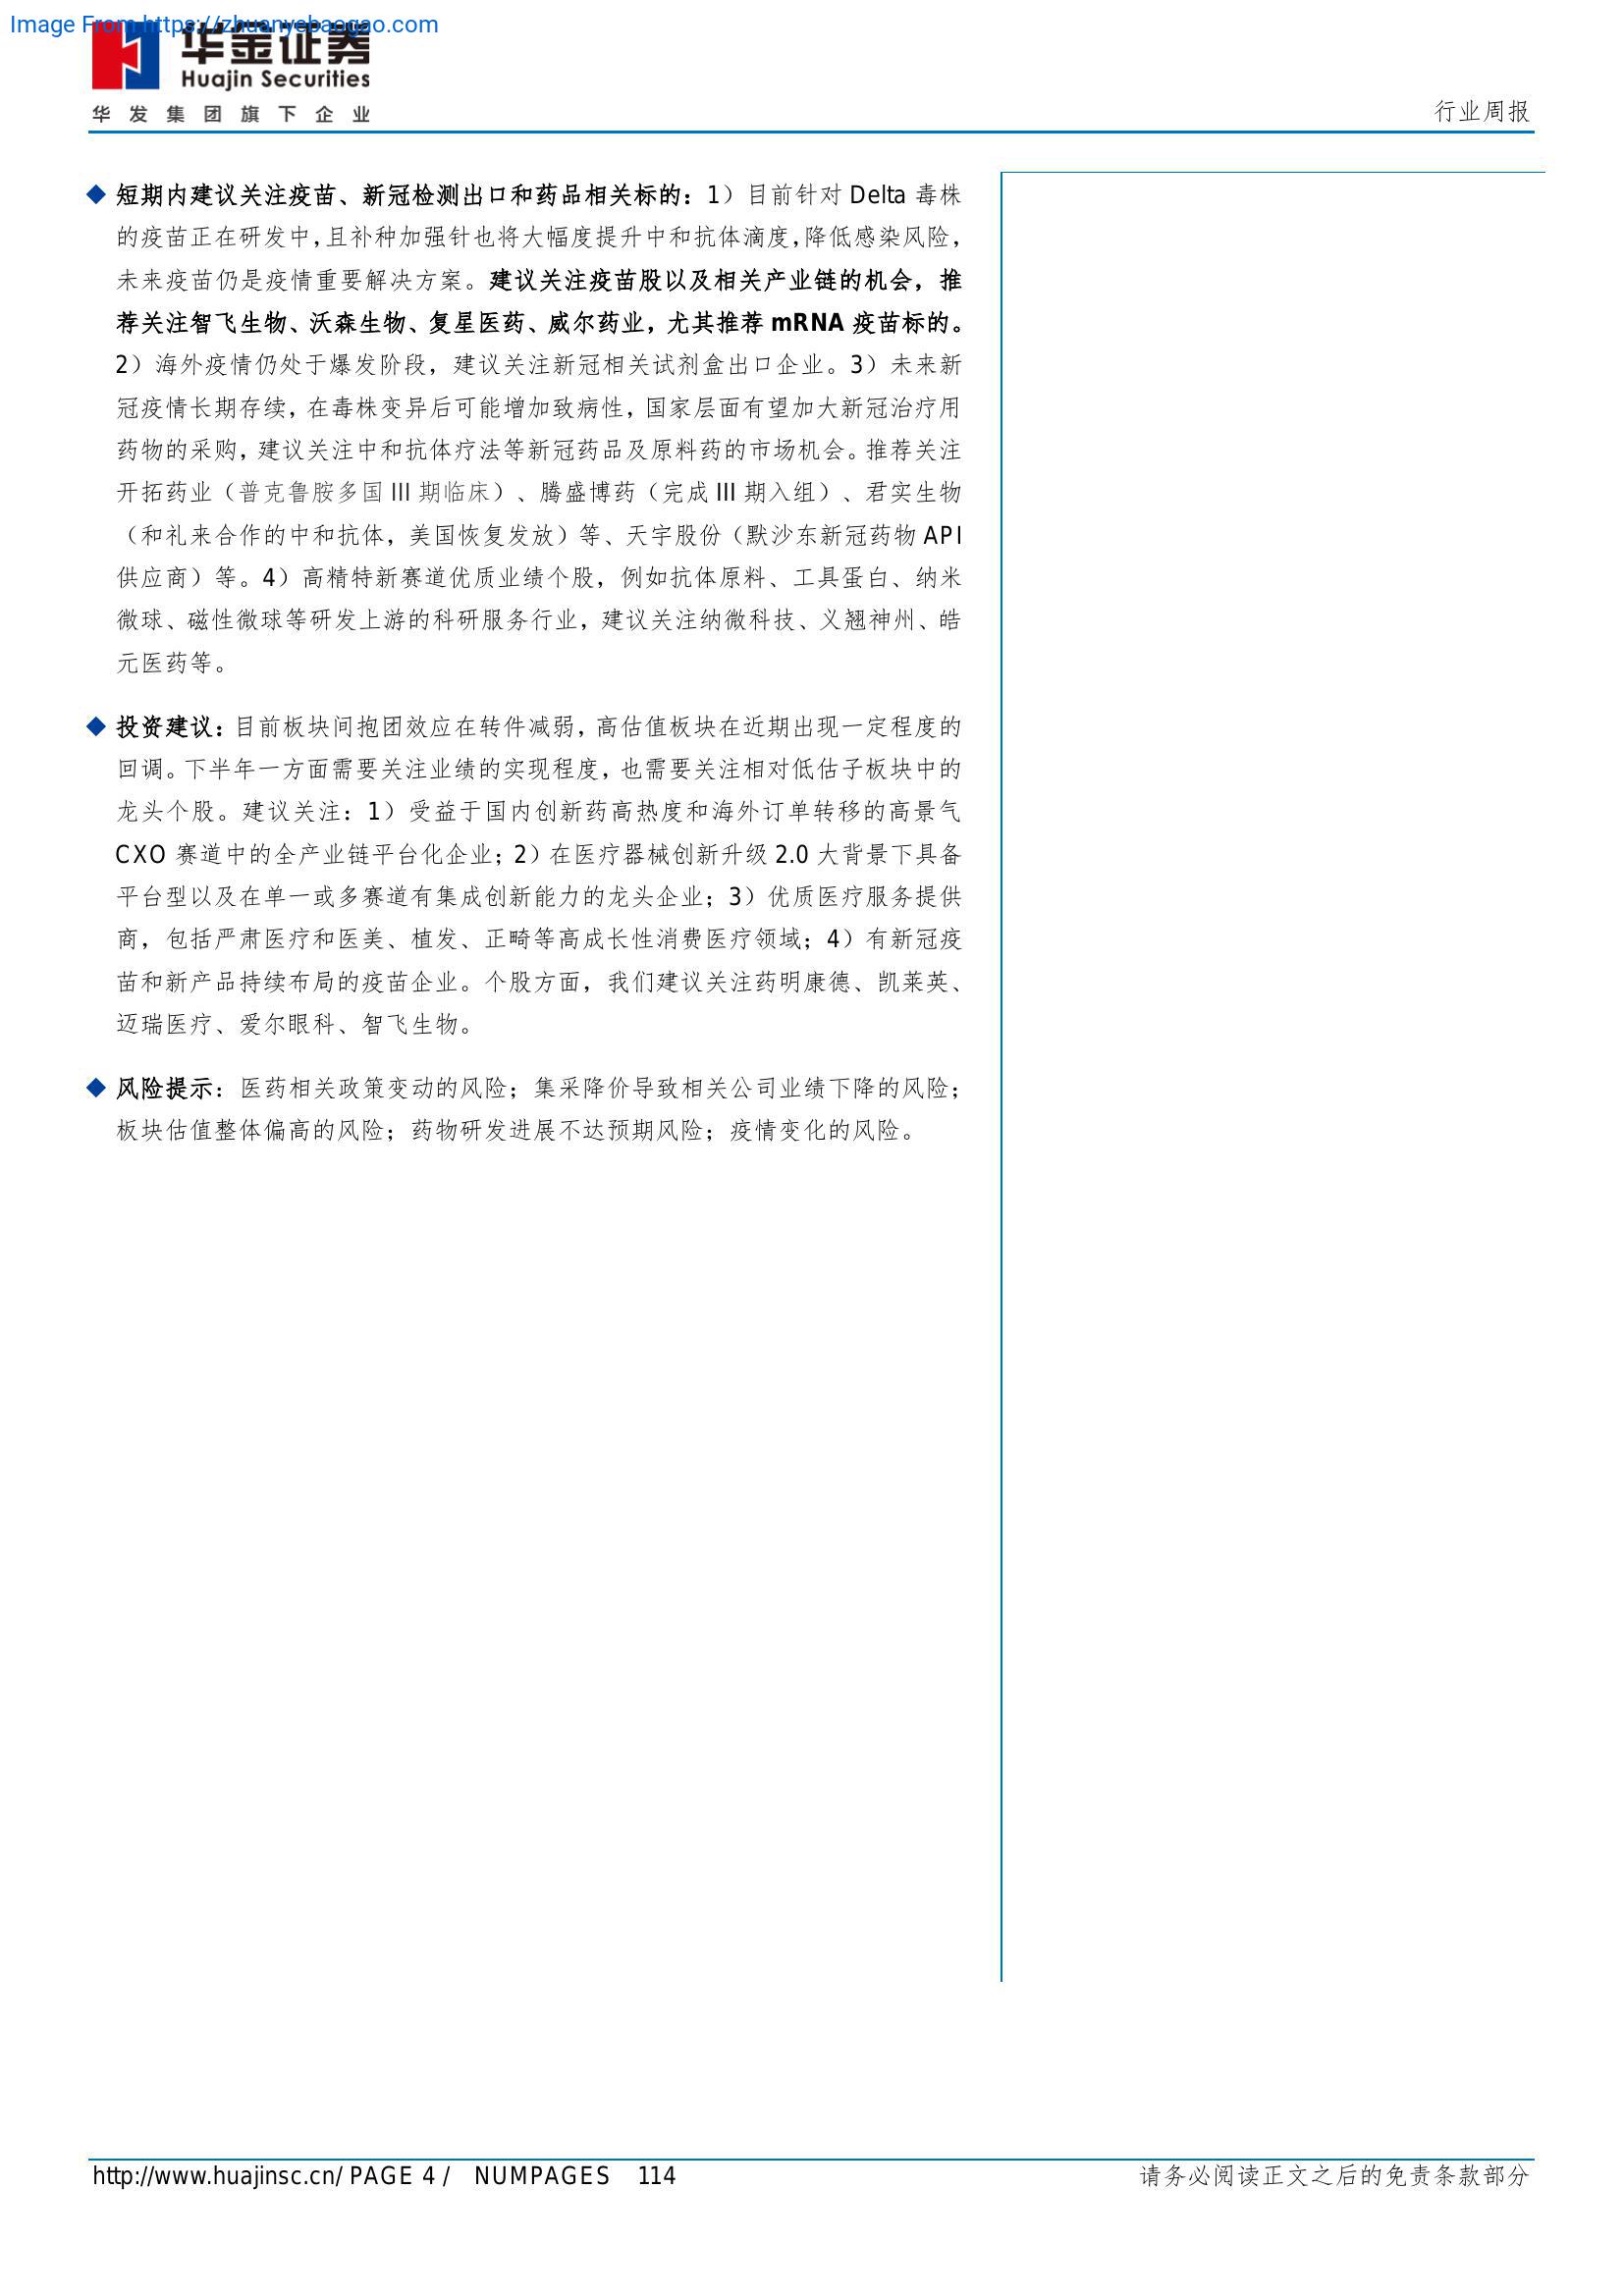 Image From https://zhuanyebaogao.com
华金证券
Huajin Securities
华发集团旗下企业
行业周报
短期内建议关注疫苗、新冠检测出口和药品相关标的：1）目前针对 Delta 毒株
的疫苗正在研发中，且补种加强针也将大幅度提升中和抗体滴度，降低感染风险，
未来疫苗仍是疫情重要解决方案。建议关注疫苗股以及相关产业链的机会，推
荐关注智飞生物、沃森生物、复星医药、威尔药业，尤其推荐 mRNA 疫苗标的。
2）海外疫情仍处于爆发阶段，建议关注新冠相关试剂盒出口企业。3）未来新
冠疫情长期存续，在毒株变异后可能增加致病性，国家层面有望加大新冠治疗用
药物的采购，建议关注中和抗体疗法等新冠药品及原料药的市场机会。推荐关注
开拓药业（普克鲁胺多国 III 期临床）、腾盛博药（完成 III 期入组）、君实生物
（和礼来合作的中和抗体，美国恢复发放）等、天宇股份（默沙东新冠药物 API
供应商）等。4）高精特新赛道优质业绩个股，例如抗体原料、工具蛋白、纳米
微球、磁性微球等研发上游的科研服务行业，建议关注纳微科技、义翘神州、皓
元医药等。
投资建议：目前板块间抱团效应在转件减弱，高估值板块在近期出现一定程度的
回调。下半年一方面需要关注业绩的实现程度，也需要关注相对低估子板块中的
龙头个股。建议关注：1）受益于国内创新药高热度和海外订单转移的高景气
CXO 赛道中的全产业链平台化企业；2）在医疗器械创新升级 2.0 大背景下具备
平台型以及在单一或多赛道有集成创新能力的龙头企业；3）优质医疗服务提供
商，包括严肃医疗和医美、植发、正畸等高成长性消费医疗领域；4）有新冠疫
苗和新产品持续布局的疫苗企业。个股方面，我们建议关注药明康德、凯莱英、
迈瑞医疗、爱尔眼科、智飞生物。
风险提示：医药相关政策变动的风险；集采降价导致相关公司业绩下降的风险；
板块估值整体偏高的风险；药物研发进展不达预期风险；疫情变化的风险。
http://www.huajinsc.cn/ PAGE 4 / NUMPAGES 114
请务必阅读正文之后的免责条款部分